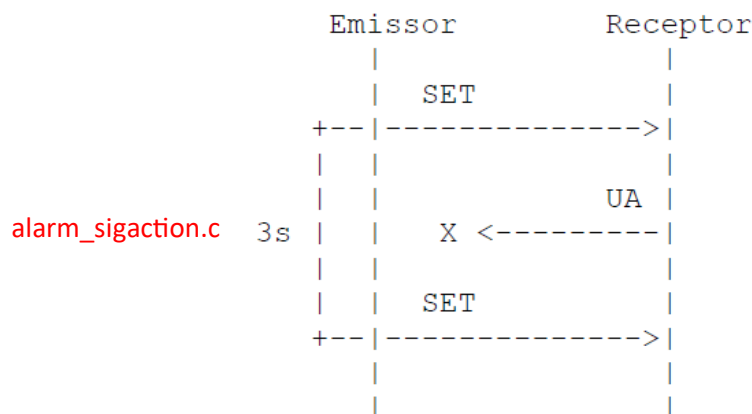 Emissor Receptor
SET
UA
alarm_sigaction.c 3s X
SET